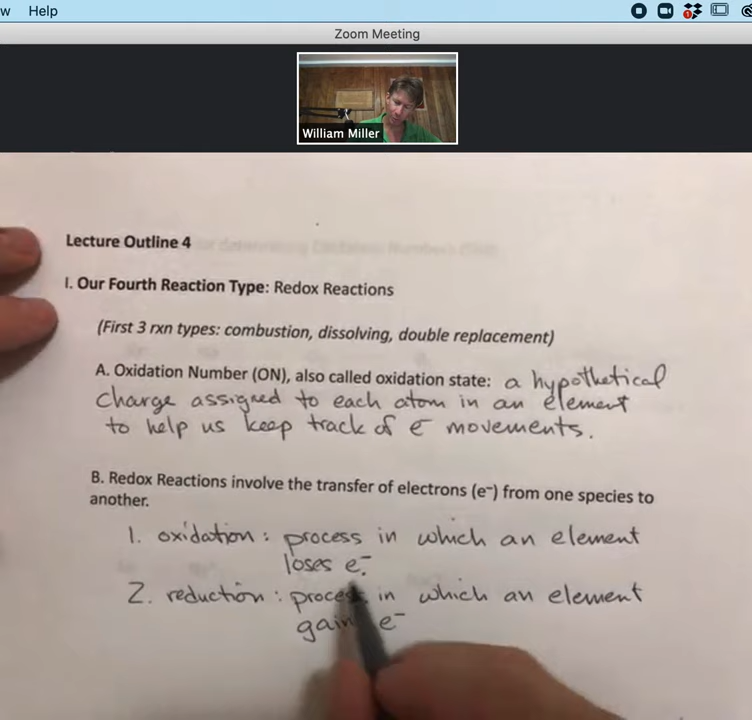 w Help
Zoom Meeting
William Miller
Lecture Outline 4
I. Our Fourth Reaction Type: Redox Reactions
(First 3 rxn types: combustion, dissolving, double replacement)
A. Oxidation Number (ON), also called oxidation state: a hypothetical
charge assigned to each atom in an element
to help us keep track of e⁻ movements.
B. Redox Reactions involve the transfer of electrons (e⁻) from one species to
another.
1. oxidation: process in which an element
loses e⁻.
2. reduction: process in which an element
gain e⁻